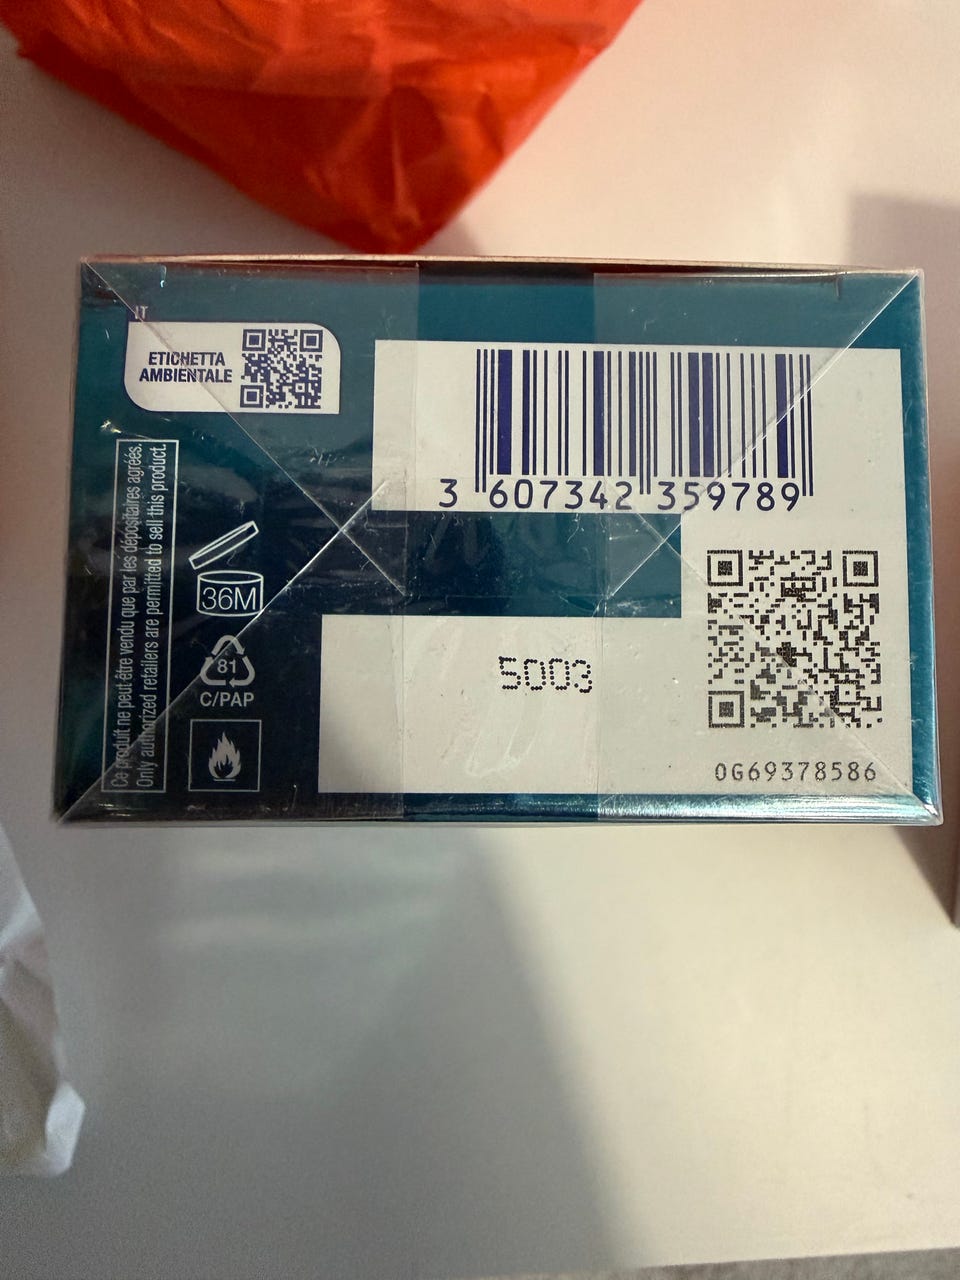 IT
ETICHETTA
AMBIENTALE
3 607342 359789
Ce produit ne peut être vendu que par les dépositaires agréés.
Only authorized retailers are permitted to sell this product.
36M
81
C/PAP
5003
0G69378586